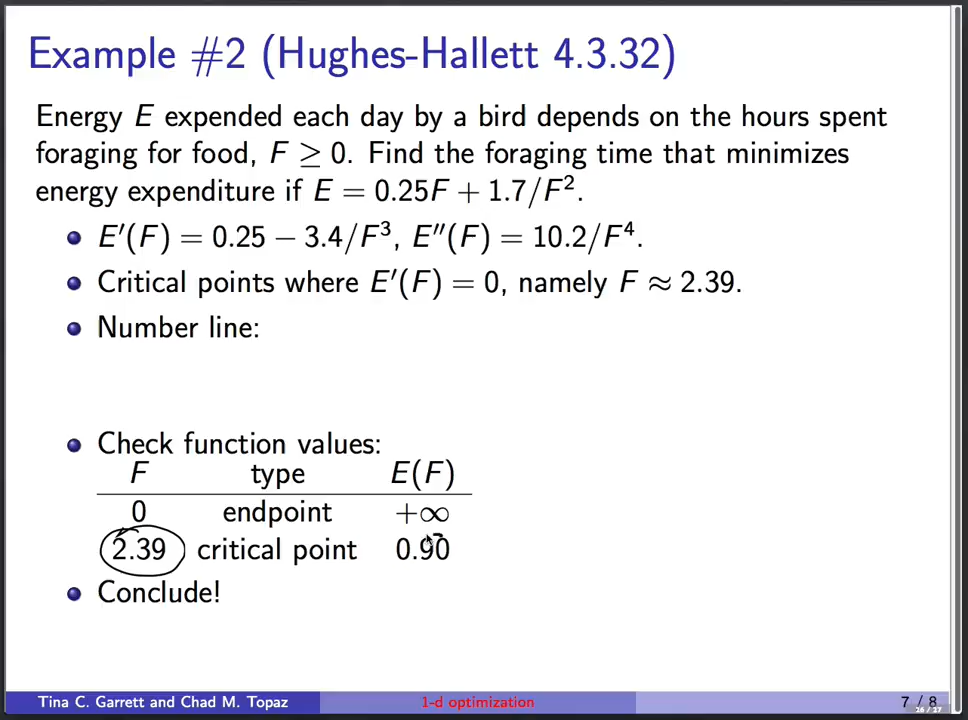 Example #2 (Hughes-Hallett 4.3.32)
Energy E expended each day by a bird depends on the hours spent
foraging for food, F ≥ 0. Find the foraging time that minimizes
energy expenditure if E = 0.25F + 1.7/F².
E′(F) = 0.25 − 3.4/F³, E″(F) = 10.2/F⁴.
Critical points where E′(F) = 0, namely F ≈ 2.39.
Number line:
Check function values:
F type E(F)
0 endpoint +∞
2.39 critical point 0.90
Conclude!
Tina C. Garrett and Chad M. Topaz 1-d optimization 7 / 8
26 / 27